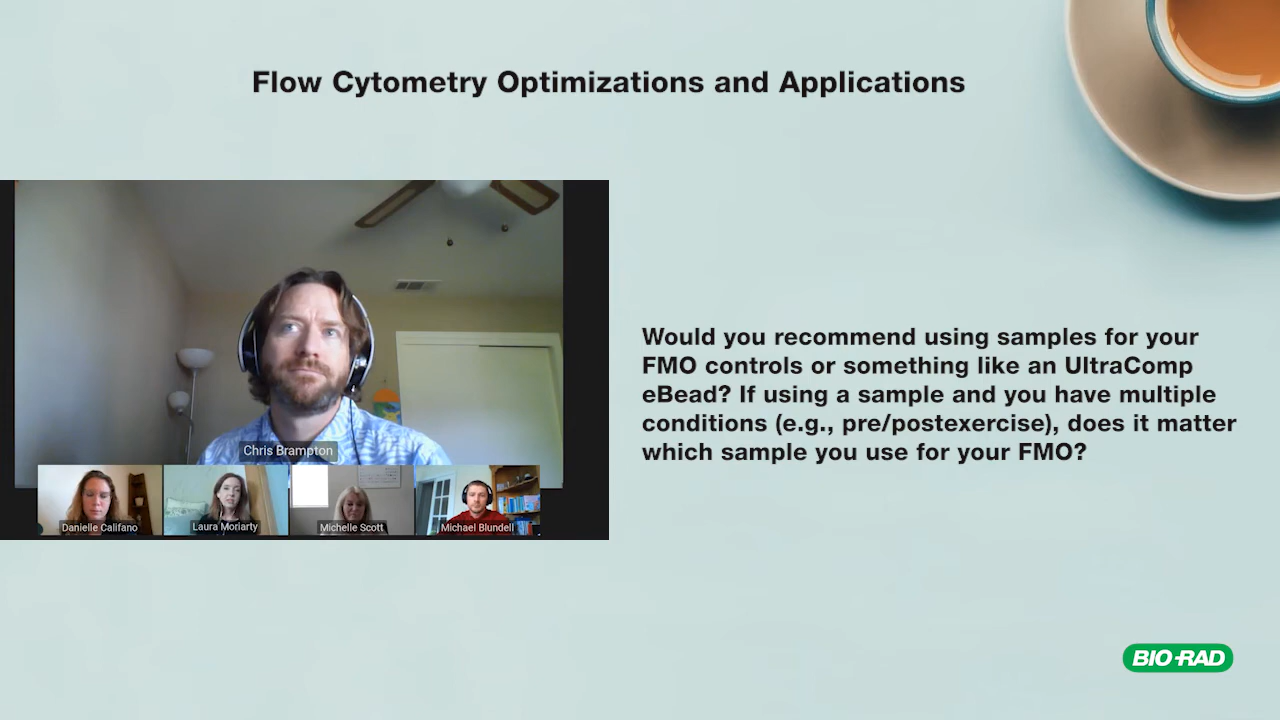 Flow Cytometry Optimizations and Applications
Would you recommend using samples for your
FMO controls or something like an UltraComp
eBead? If using a sample and you have multiple
conditions (e.g., pre/postexercise), does it matter
which sample you use for your FMO?
Chris Brampton
Danielle Califano
Laura Moriarty
Michelle Scott
Michael Blundell
BIO-RAD